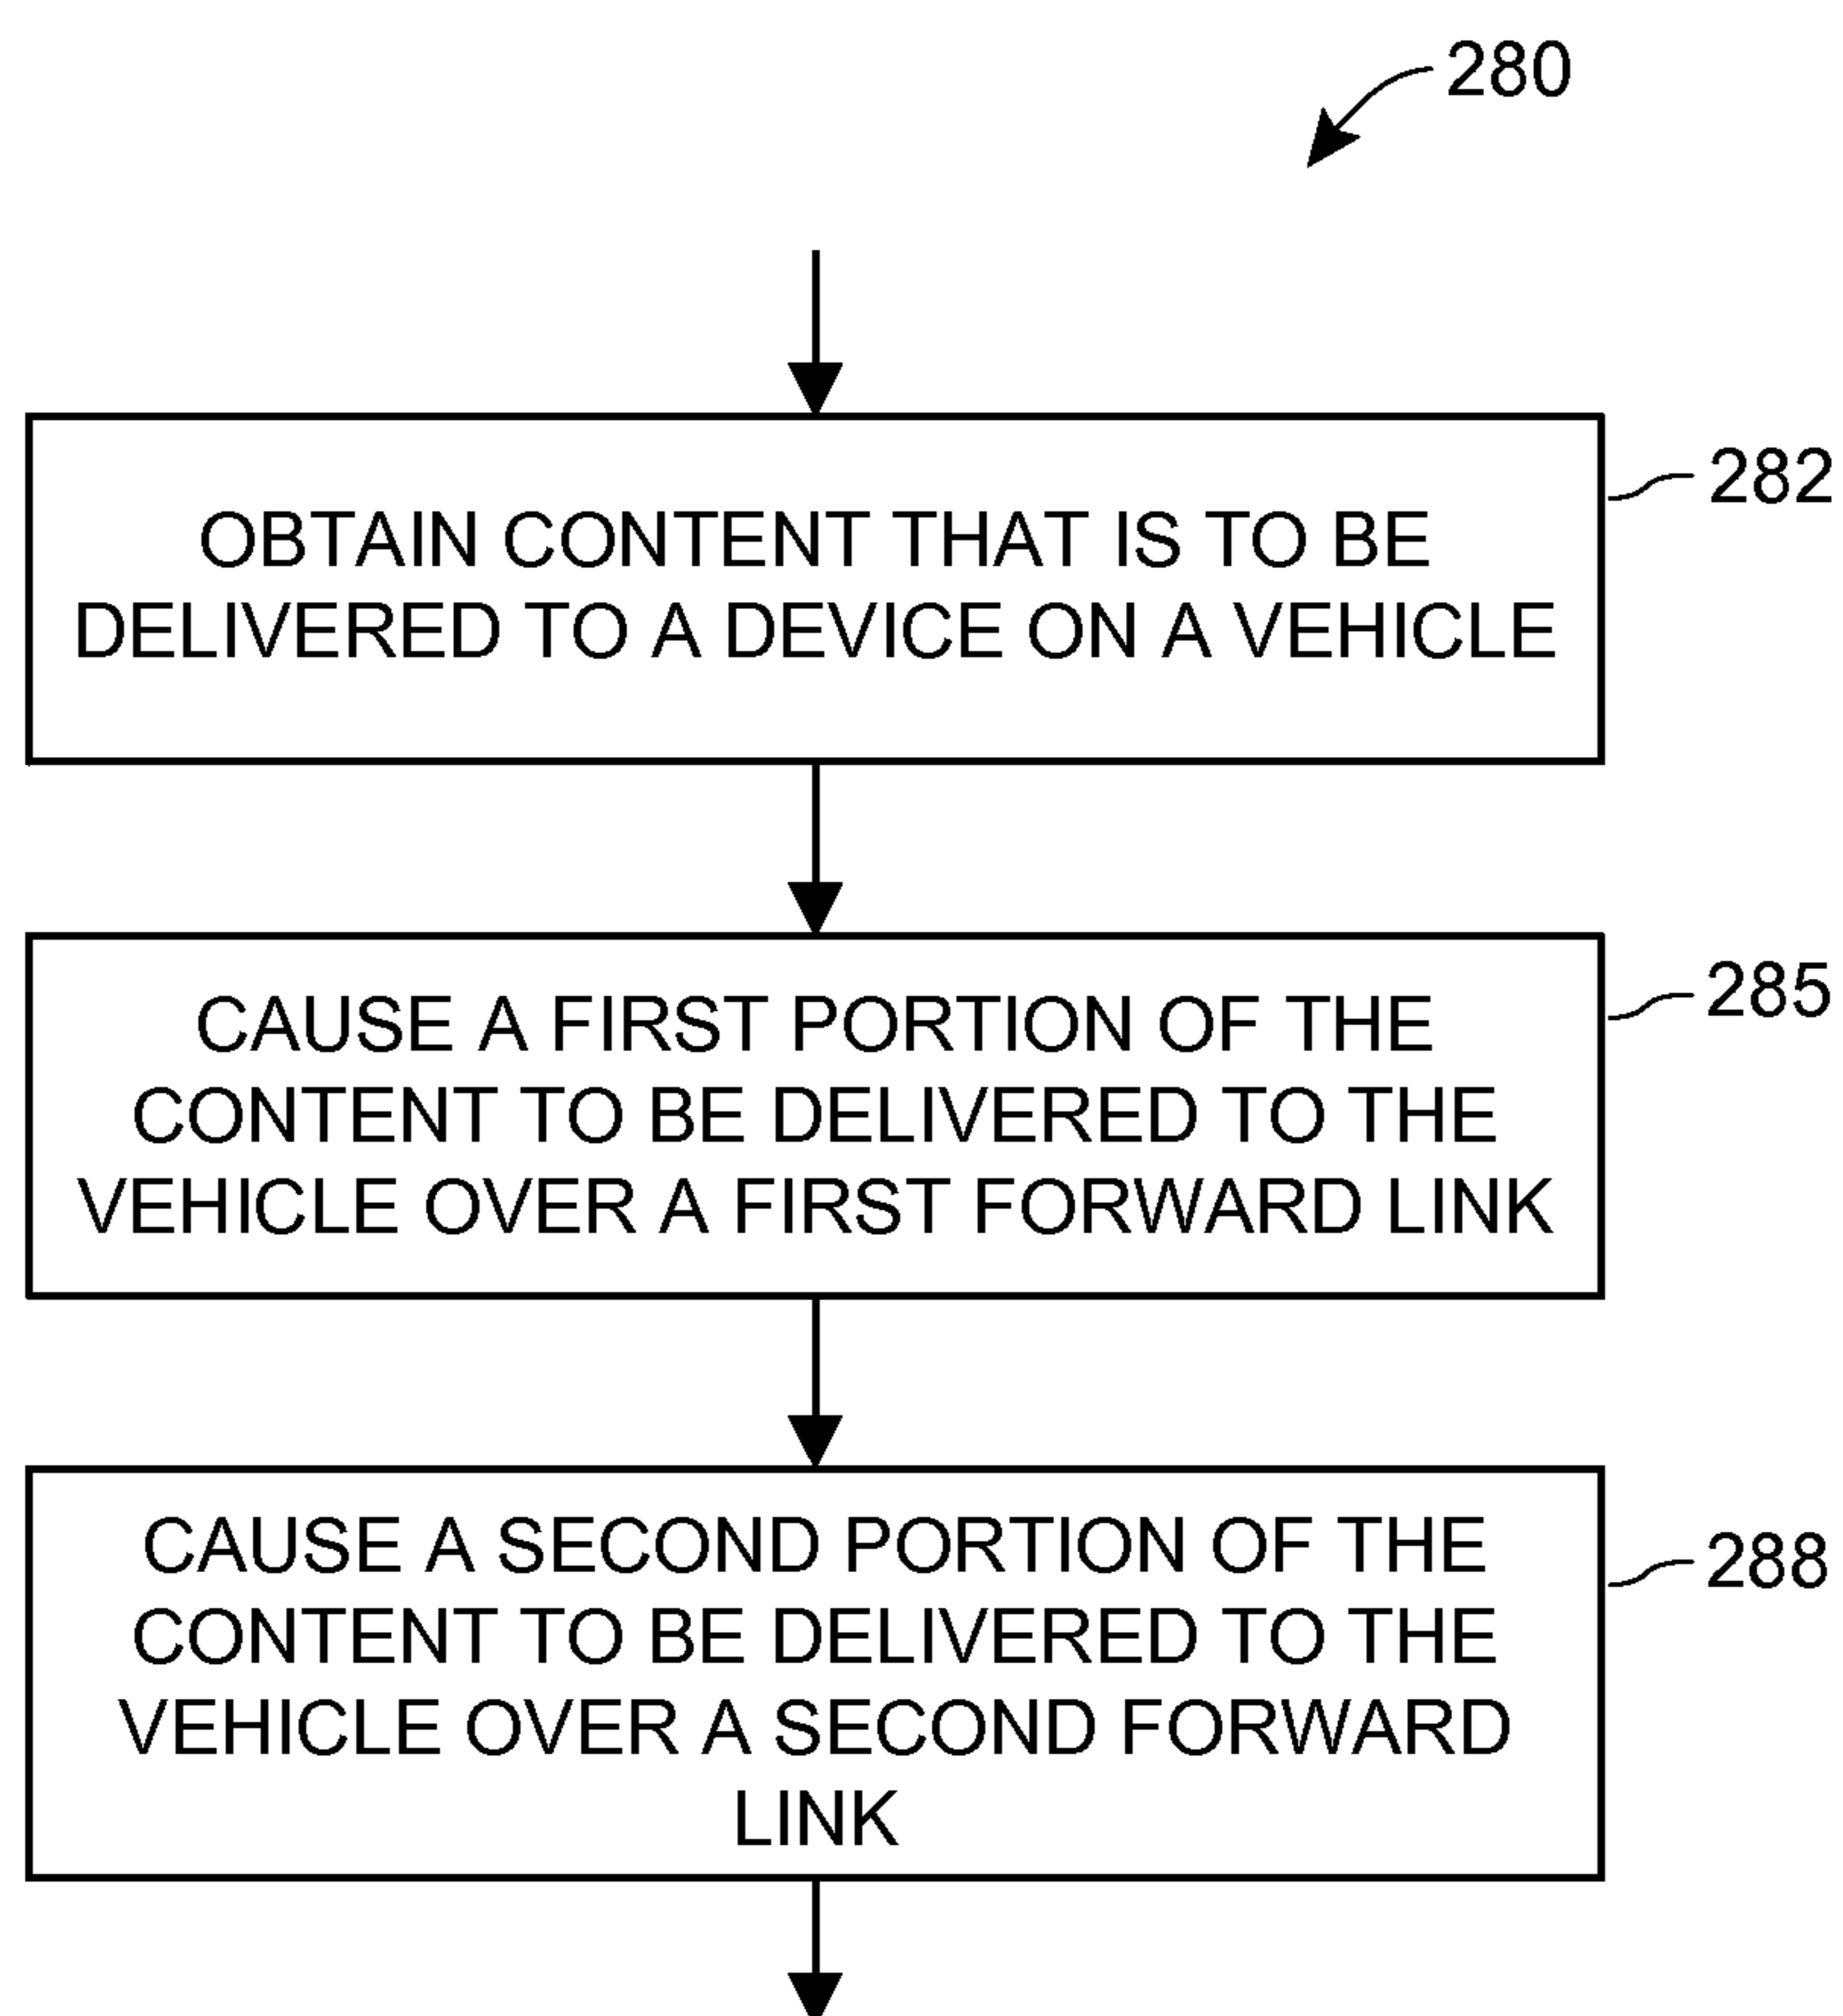 280
282
OBTAIN CONTENT THAT IS TO BE
DELIVERED TO A DEVICE ON A VEHICLE
285
CAUSE A FIRST PORTION OF THE
CONTENT TO BE DELIVERED TO THE
VEHICLE OVER A FIRST FORWARD LINK
288
CAUSE A SECOND PORTION OF THE
CONTENT TO BE DELIVERED TO THE
VEHICLE OVER A SECOND FORWARD
LINK